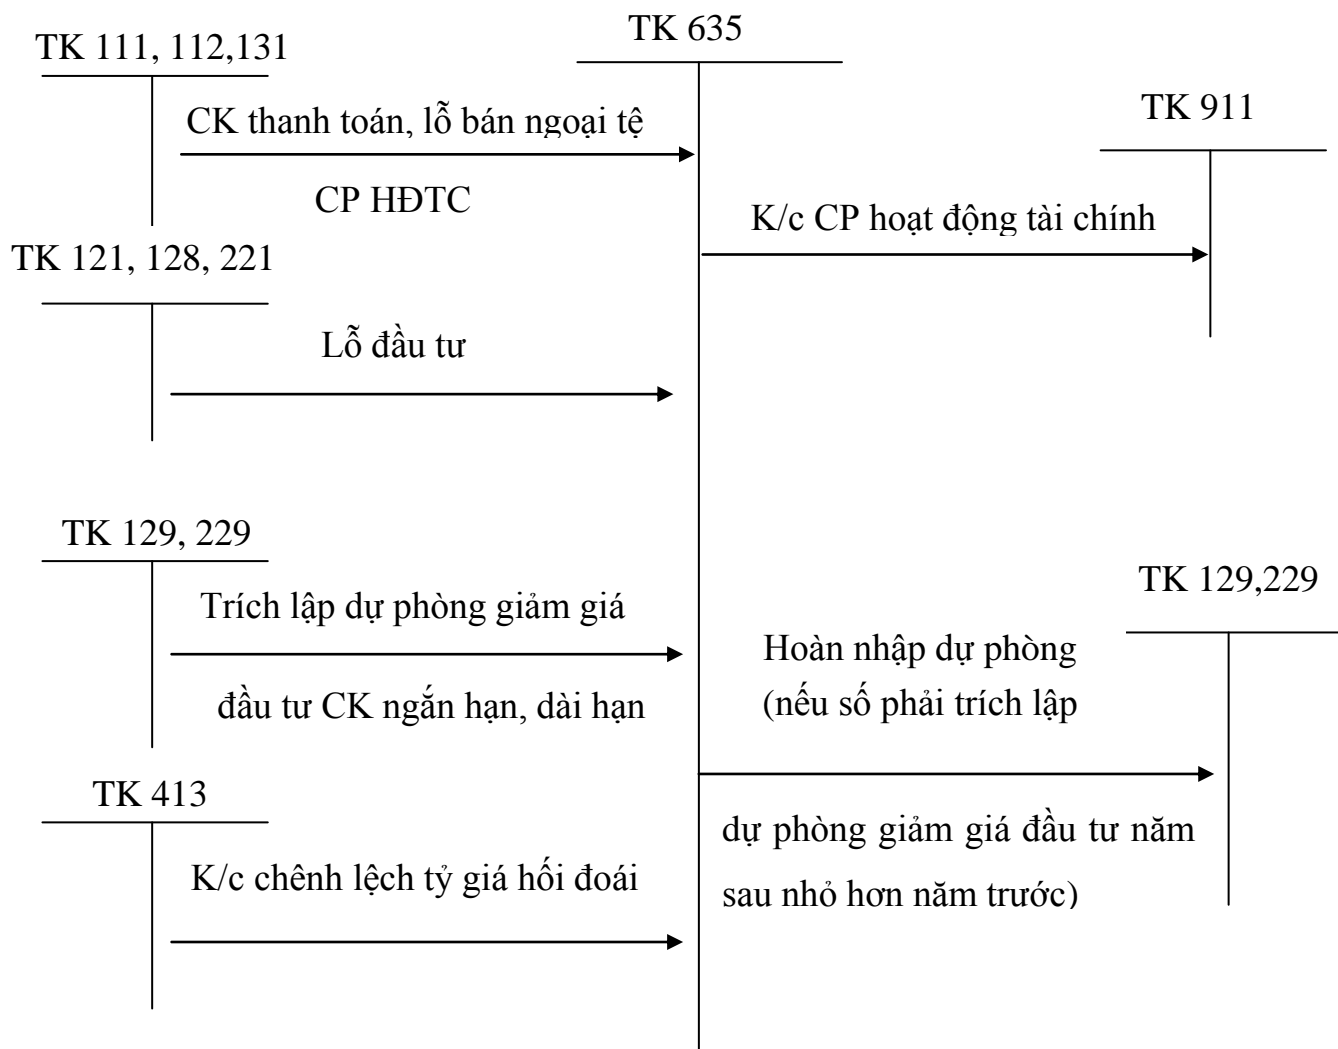 TK 635
TK 111, 112,131
CK thanh toán, lỗ bán ngoại tệ
CP HĐTC
TK 911
K/c CP hoạt động tài chính
TK 121, 128, 221
Lỗ đầu tư
TK 129, 229
Trích lập dự phòng giảm giá
đầu tư CK ngắn hạn, dài hạn
TK 129,229
Hoàn nhập dự phòng
(nếu số phải trích lập
dự phòng giảm giá đầu tư năm
sau nhỏ hơn năm trước)
TK 413
K/c chênh lệch tỷ giá hối đoái